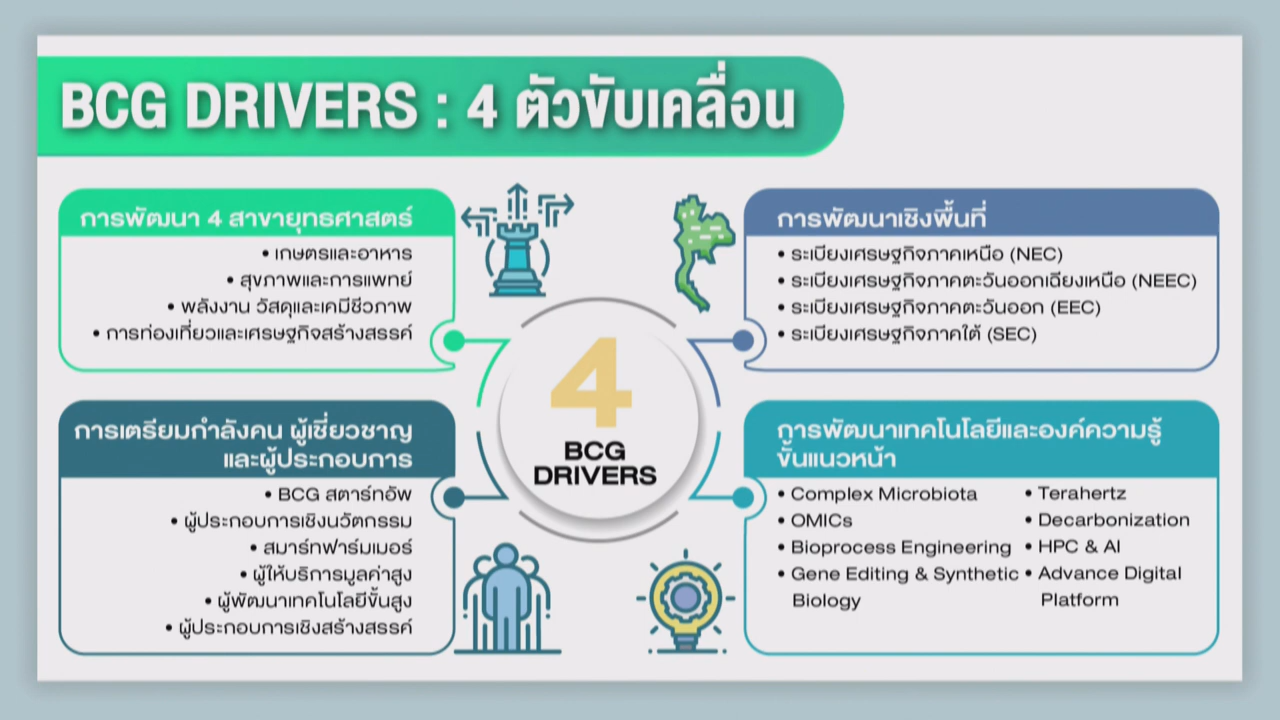 BCG DRIVERS : 4 ตัวขับเคลื่อน
การพัฒนา 4 สาขายุทธศาสตร์
• เกษตรและอาหาร
• สุขภาพและการแพทย์
• พลังงาน วัสดุและเคมีชีวภาพ
• การท่องเที่ยวและเศรษฐกิจสร้างสรรค์
การพัฒนาเชิงพื้นที่
• ระเบียงเศรษฐกิจภาคเหนือ (NEC)
• ระเบียงเศรษฐกิจภาคตะวันออกเฉียงเหนือ (NEEC)
• ระเบียงเศรษฐกิจภาคตะวันออก (EEC)
• ระเบียงเศรษฐกิจภาคใต้ (SEC)
4
BCG
DRIVERS
การเตรียมกำลังคน ผู้เชี่ยวชาญ
และผู้ประกอบการ
• BCG สตาร์ทอัพ
• ผู้ประกอบการเชิงนวัตกรรม
• สมาร์ทฟาร์มเมอร์
• ผู้ให้บริการมูลค่าสูง
• ผู้พัฒนาเทคโนโลยีขั้นสูง
• ผู้ประกอบการเชิงสร้างสรรค์
การพัฒนาเทคโนโลยีและองค์ความรู้
ขั้นแนวหน้า
• Complex Microbiota
• OMICs
• Bioprocess Engineering
• Gene Editing & Synthetic
Biology
• Terahertz
• Decarbonization
• HPC & AI
• Advance Digital
Platform